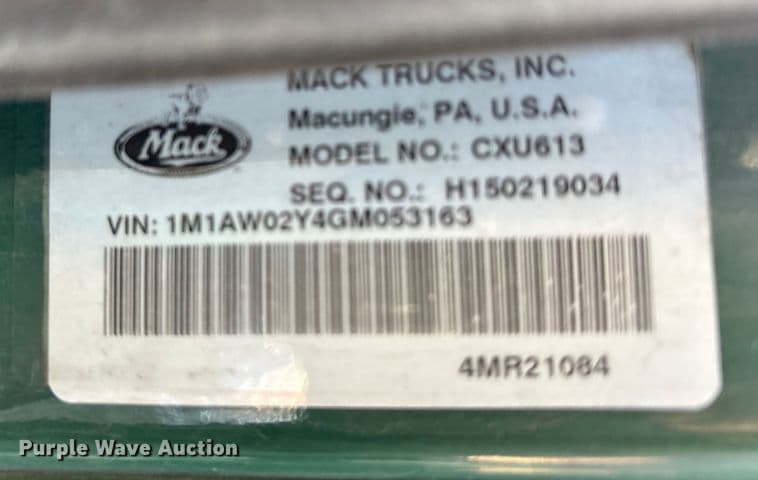 MACK TRUCKS, INC.
Macungie, PA, U.S.A.
Mack
MODEL NO.: CXU613
SEQ. NO.: H150219034
VIN: 1M1AW02Y4GM053163
4MR21084
Purple Wave Auction